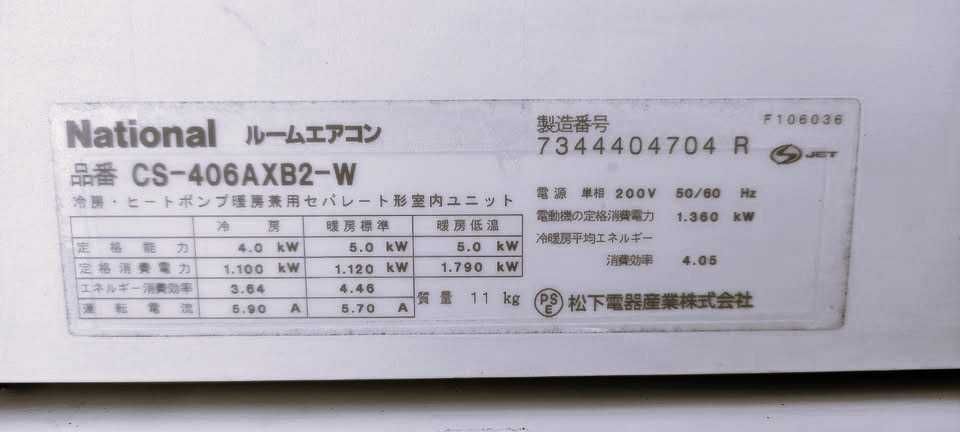 National ルームエアコン
品番 CS-406AXB2-W
冷房・ヒートポンプ暖房兼用セパレート形室内ユニット
冷 房 暖房標準 暖房低温
定格能力 4.0 kW 5.0 kW 5.0 kW
定格消費電力 1.100 kW 1.120 kW 1.790 kW
エネルギー消費効率 3.64 4.46
運転電流 5.90 A 5.70 A
質量 11 kg
製造番号 F106036
7344404704 R JET
電源 単相 200V 50/60 Hz
電動機の定格消費電力 1.360 kW
冷暖房平均エネルギー
消費効率 4.05
PSE 松下電器産業株式会社